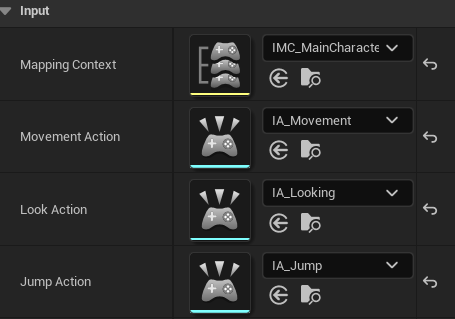 Input
Mapping Context
IMC_MainCharacte
Movement Action
IA_Movement
Look Action
IA_Looking
Jump Action
IA_Jump